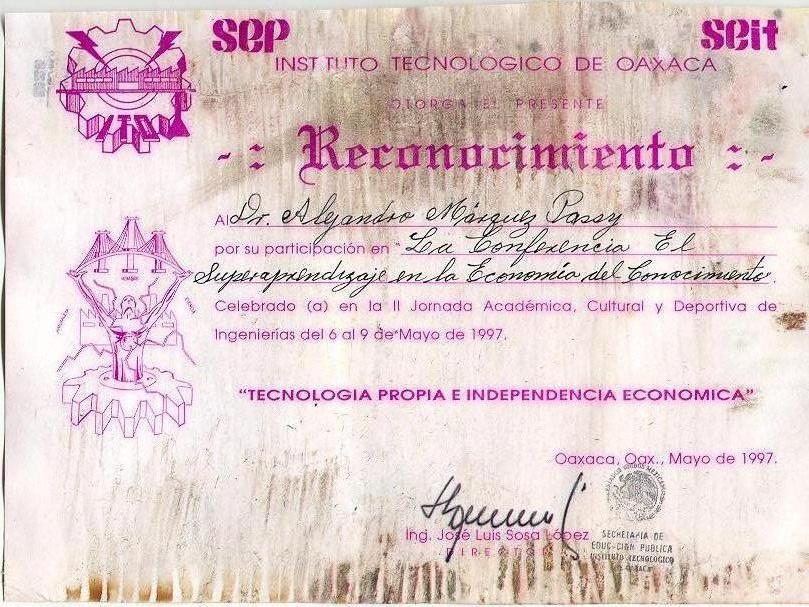 SEP
seit
INSTITUTO TECNOLOGICO DE OAXACA
OTORGA EL PRESENTE
-: Reconocimiento :-
Al Dr. Alejandro Márquez Passy
por su participación en "La Conferencia El
Superaprendizaje en la Economía del Conocimiento".
Celebrado (a) en la II Jornada Académica, Cultural y Deportiva de
Ingenierías del 6 al 9 de Mayo de 1997.
"TECNOLOGIA PROPIA E INDEPENDENCIA ECONOMICA"
Oaxaca, Oax., Mayo de 1997.
Ing. José Luis Sosa López
DIRECTOR
SECRETARIA DE
EDUCACION PUBLICA
INSTITUTO TECNOLOGICO
OAXACA